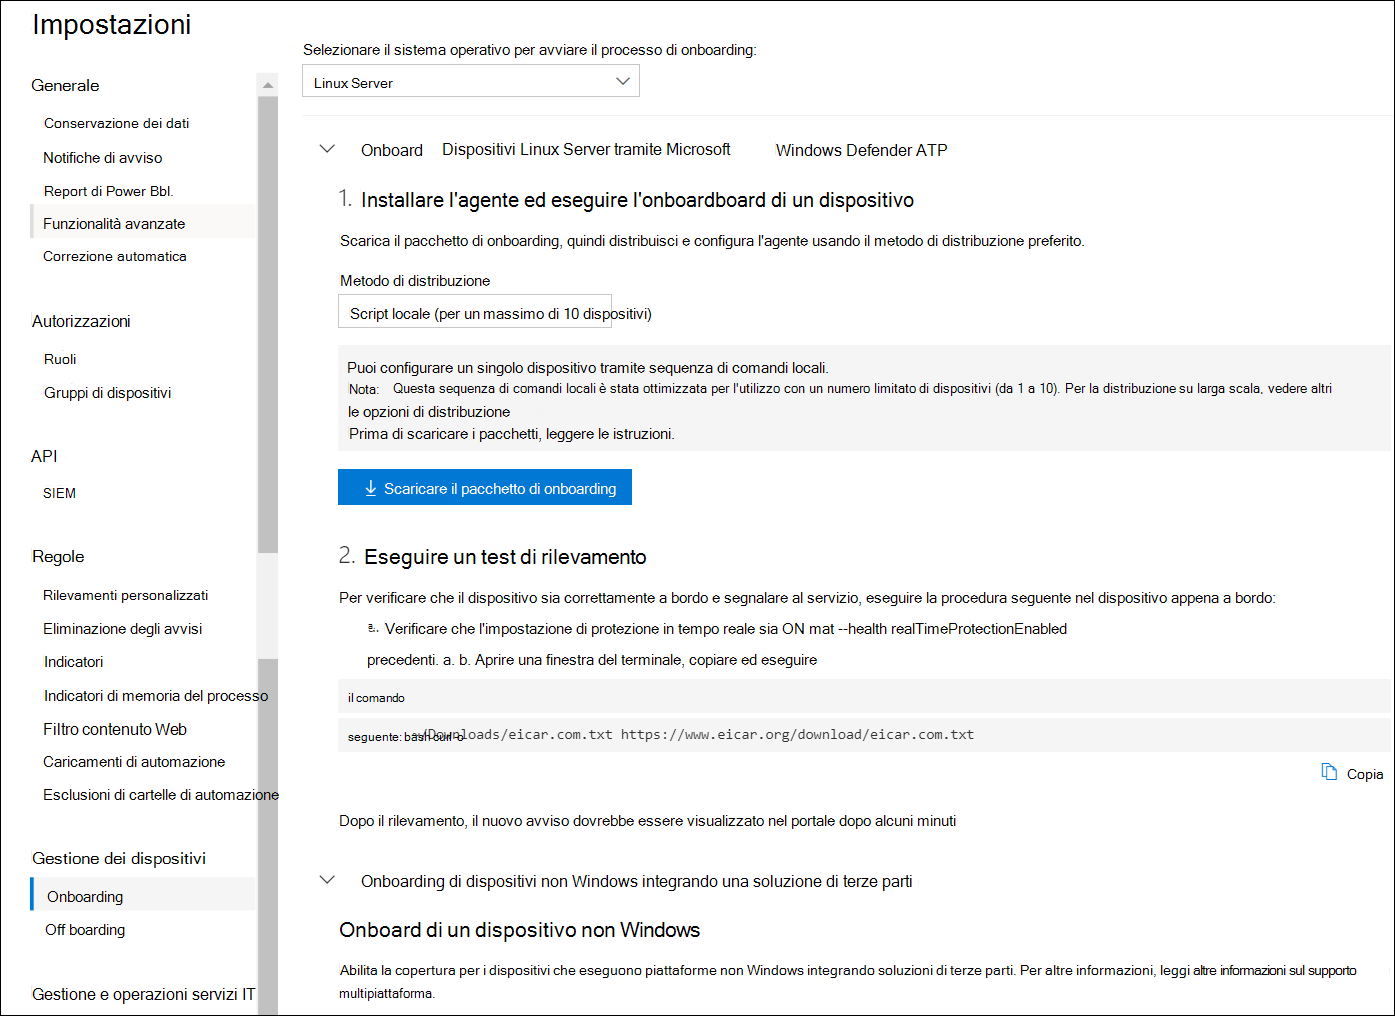 Impostazioni
Generale
Conservazione dei dati
Notifiche di avviso
Report di Power Bbl.
Funzionalità avanzate
Correzione automatica
Autorizzazioni
Ruoli
Gruppi di dispositivi
API
SIEM
Regole
Rilevamenti personalizzati
Eliminazione degli avvisi
Indicatori
Indicatori di memoria del processo
Filtro contenuto Web
Caricamenti di automazione
Esclusioni di cartelle di automazione
Gestione dei dispositivi
Onboarding
Off boarding
Gestione e operazioni servizi IT
Selezionare il sistema operativo per avviare il processo di onboarding:
Linux Server
Onboard Dispositivi Linux Server tramite Microsoft Windows Defender ATP
1. Installare l'agente ed eseguire l'onboardboard di un dispositivo
Scarica il pacchetto di onboarding, quindi distribuisci e configura l'agente usando il metodo di distribuzione preferito.
Metodo di distribuzione
Script locale (per un massimo di 10 dispositivi)
Puoi configurare un singolo dispositivo tramite sequenza di comandi locali.
Nota: Questa sequenza di comandi locali è stata ottimizzata per l'utilizzo con un numero limitato di dispositivi (da 1 a 10). Per la distribuzione su larga scala, vedere altri
le opzioni di distribuzione
Prima di scaricare i pacchetti, leggere le istruzioni.
Scaricare il pacchetto di onboarding
2. Eseguire un test di rilevamento
Per verificare che il dispositivo sia correttamente a bordo e segnalare al servizio, eseguire la procedura seguente nel dispositivo appena a bordo:
a.. Verificare che l'impostazione di protezione in tempo reale sia ON mat --health realTimeProtectionEnabled
precedenti. a. b. Aprire una finestra del terminale, copiare ed eseguire
il comando
seguente: bash curl -o ~/Downloads/eicar.com.txt https://www.eicar.org/download/eicar.com.txt
Copia
Dopo il rilevamento, il nuovo avviso dovrebbe essere visualizzato nel portale dopo alcuni minuti
Onboarding di dispositivi non Windows integrando una soluzione di terze parti
Onboard di un dispositivo non Windows
Abilita la copertura per i dispositivi che eseguono piattaforme non Windows integrando soluzioni di terze parti. Per altre informazioni, leggi altre informazioni sul supporto
multipiattaforma.